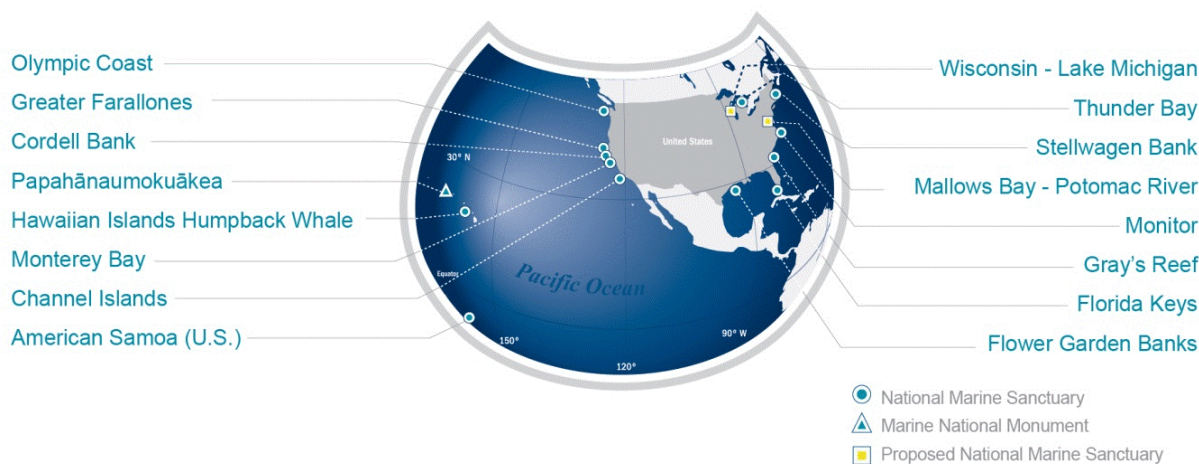 Olympic Coast
Greater Farallones
Cordell Bank
Papahānaumokuākea
Hawaiian Islands Humpback Whale
Monterey Bay
Channel Islands
American Samoa (U.S.)
30° N
Equator
Pacific Ocean
United States
150°
120°
90° W
Wisconsin - Lake Michigan
Thunder Bay
Stellwagen Bank
Mallows Bay - Potomac River
Monitor
Gray's Reef
Florida Keys
Flower Garden Banks
National Marine Sanctuary
Marine National Monument
Proposed National Marine Sanctuary